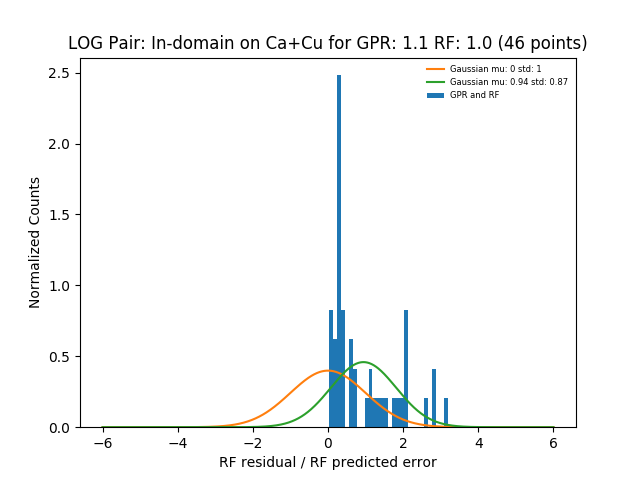 LOG Pair: In-domain on Ca+Cu for GPR: 1.1 RF: 1.0 (46 points)
Gaussian mu: 0 std: 1
Gaussian mu: 0.94 std: 0.87
GPR and RF
Normalized Counts
2.5
2.0
1.5
1.0
0.5
0.0
−6 −4 −2 0 2 4 6
RF residual / RF predicted error